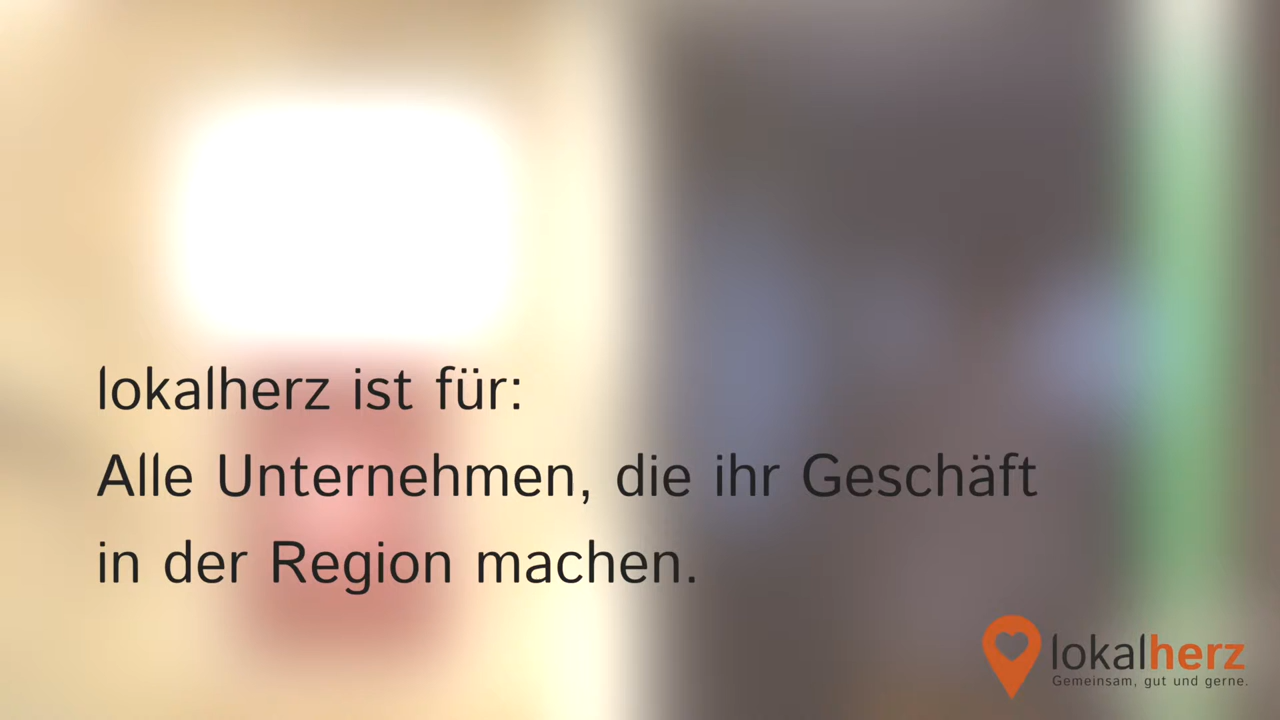 lokalherz ist für:
Alle Unternehmen, die ihr Geschäft
in der Region machen.
lokalherz
Gemeinsam, gut und gerne.